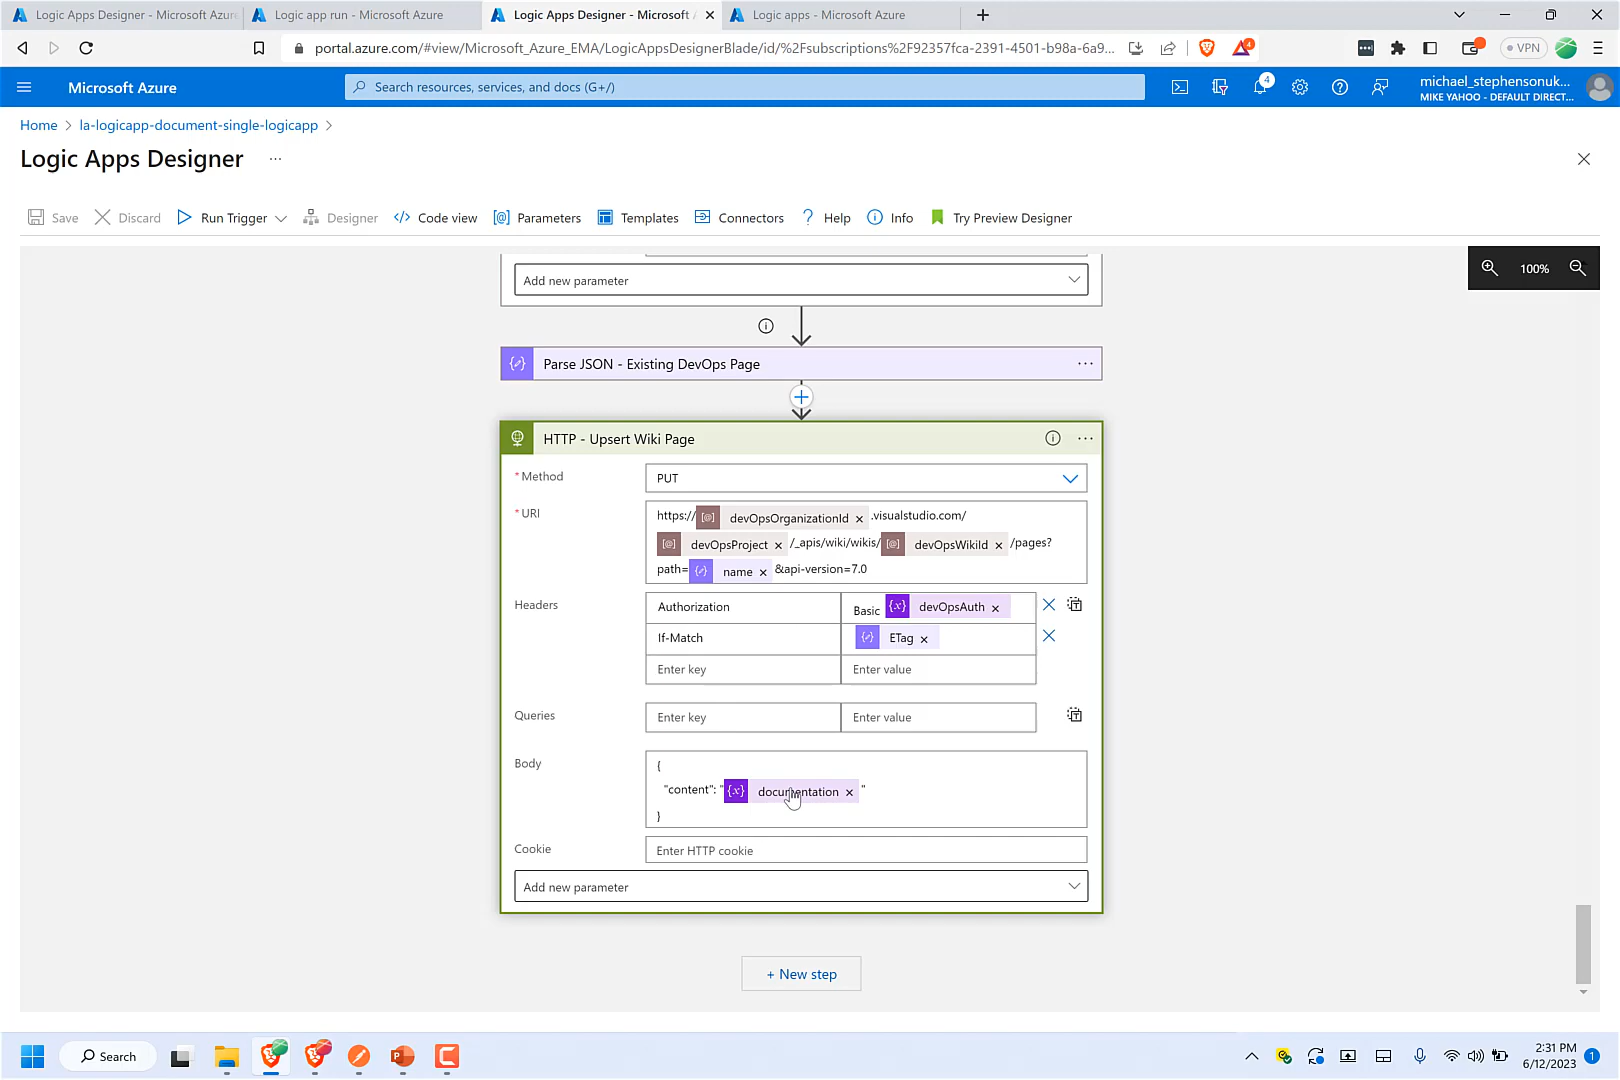 Logic Apps Designer - Microsoft Azure
Logic app run - Microsoft Azure
Logic Apps Designer - Microsoft A
Logic apps - Microsoft Azure
portal.azure.com/#view/Microsoft_Azure_EMA/LogicAppsDesignerBlade/id/%2Fsubscriptions%2F92357fca-2391-4501-b98a-6a9...
4
VPN
Microsoft Azure
Search resources, services, and docs (G+/)
4
michael_stephensonuk...
MIKE YAHOO - DEFAULT DIRECT...
Home > la-logicapp-document-single-logicapp >
Logic Apps Designer ...
Save Discard Run Trigger Designer Code view Parameters Templates Connectors Help Info Try Preview Designer
100%
Add new parameter
Parse JSON - Existing DevOps Page
HTTP - Upsert Wiki Page
* Method
PUT
* URI
https:// devOpsOrganizationId × .visualstudio.com/
devOpsProject × /_apis/wiki/wikis/ devOpsWikiId × /pages?
path= name × &api-version=7.0
Headers
Authorization
Basic devOpsAuth ×
If-Match
ETag ×
Enter key
Enter value
Queries
Enter key
Enter value
Body
{
"content": " documentation × "
}
Cookie
Enter HTTP cookie
Add new parameter
+ New step
Search
2:31 PM
6/12/2023
1